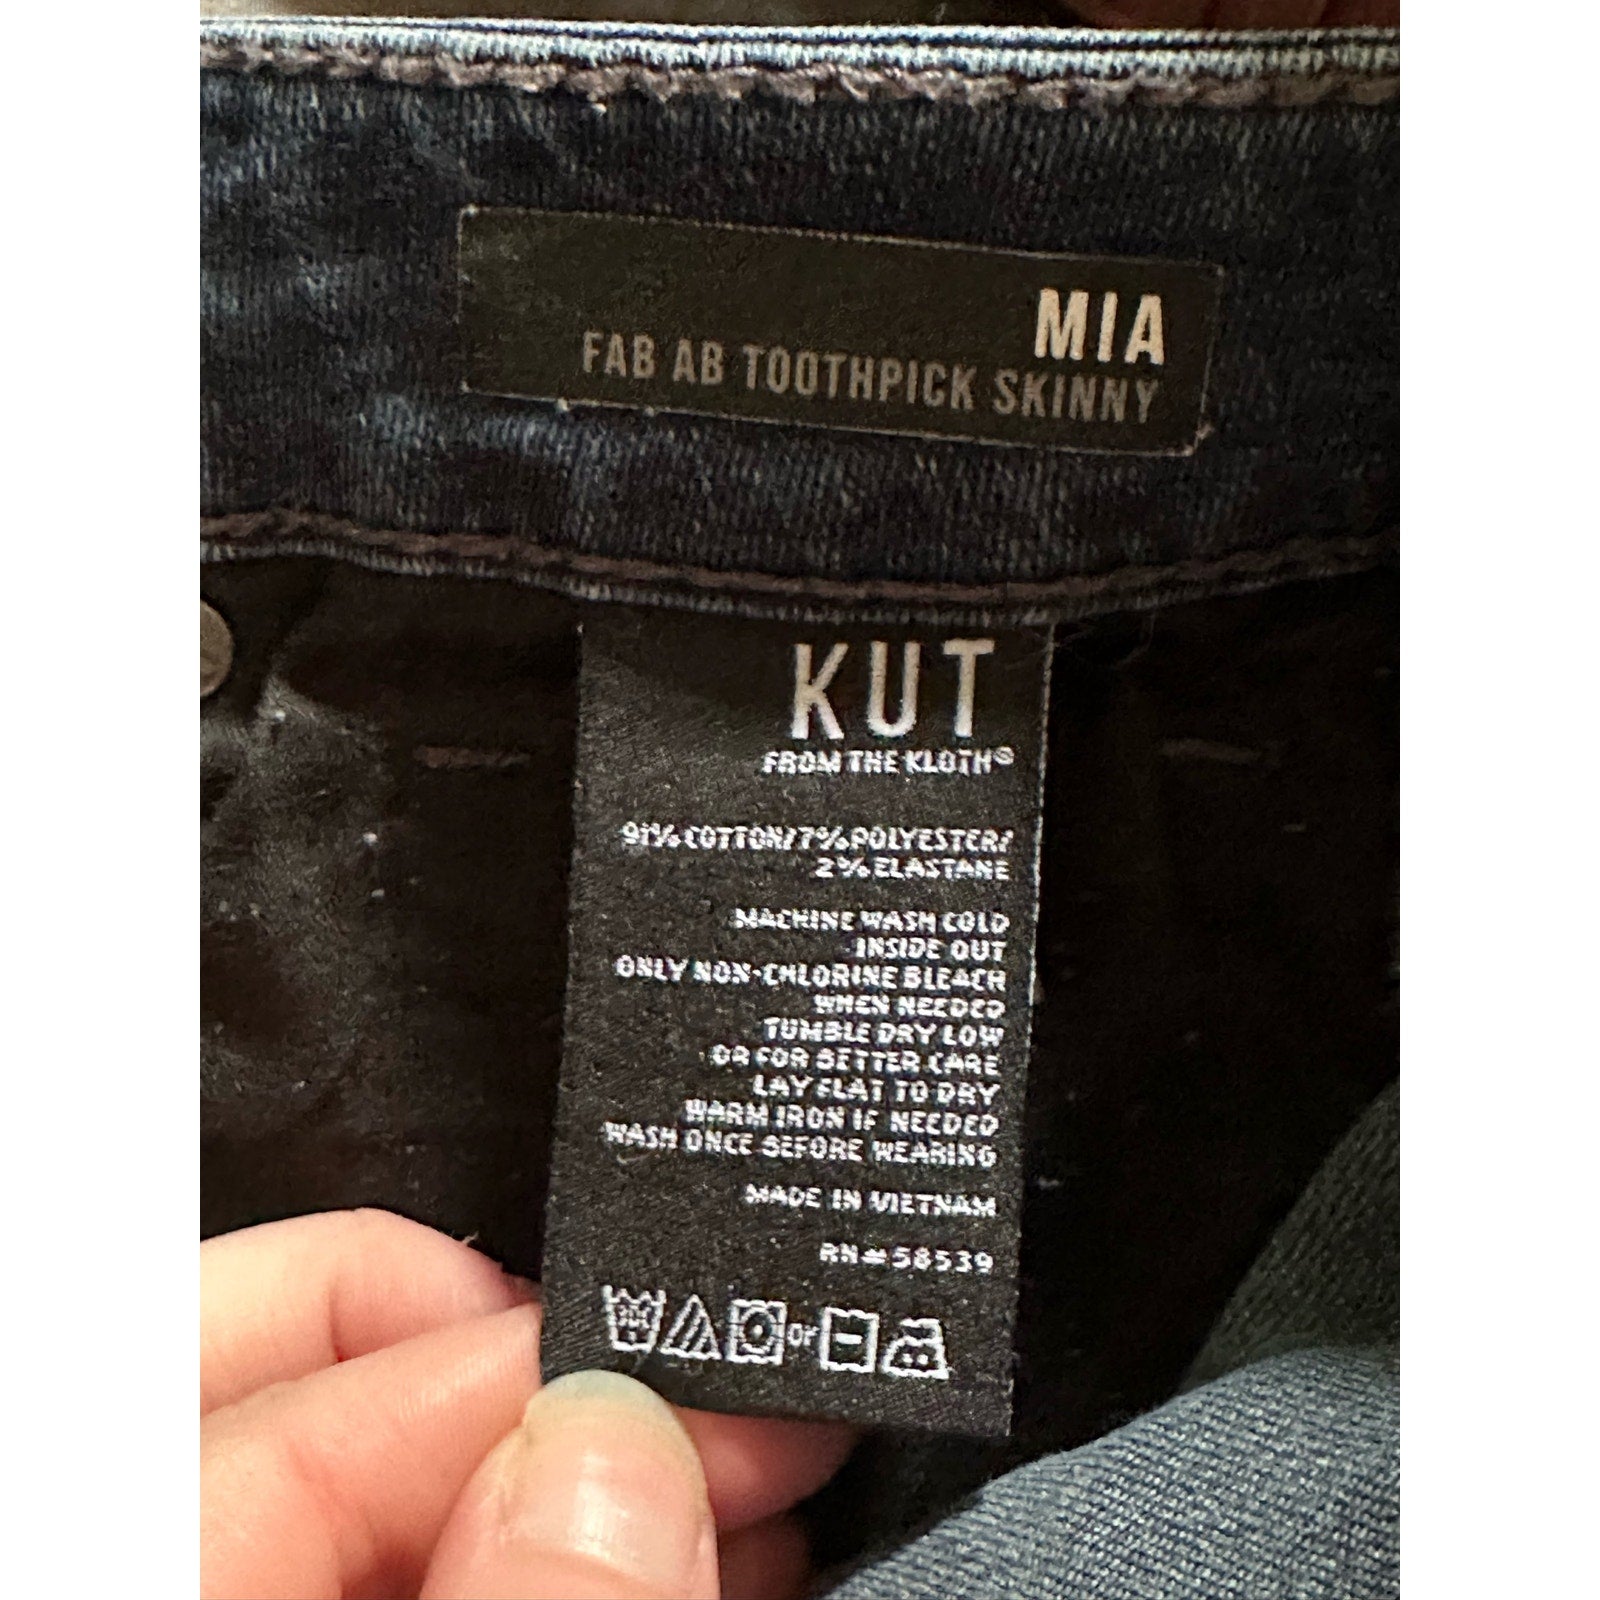 MIA
FAB AB TOOTHPICK SKINNY
KUT
FROM THE KLOTH®
91% COTTON/7% POLYESTER/
2% ELASTANE
MACHINE WASH COLD
INSIDE OUT
ONLY NON-CHLORINE BLEACH
WHEN NEEDED
TUMBLE DRY LOW
OR FOR BETTER CARE
LAY FLAT TO DRY
WARM IRON IF NEEDED
WASH ONCE BEFORE WEARING
MADE IN VIETNAM
RN# 58539
or